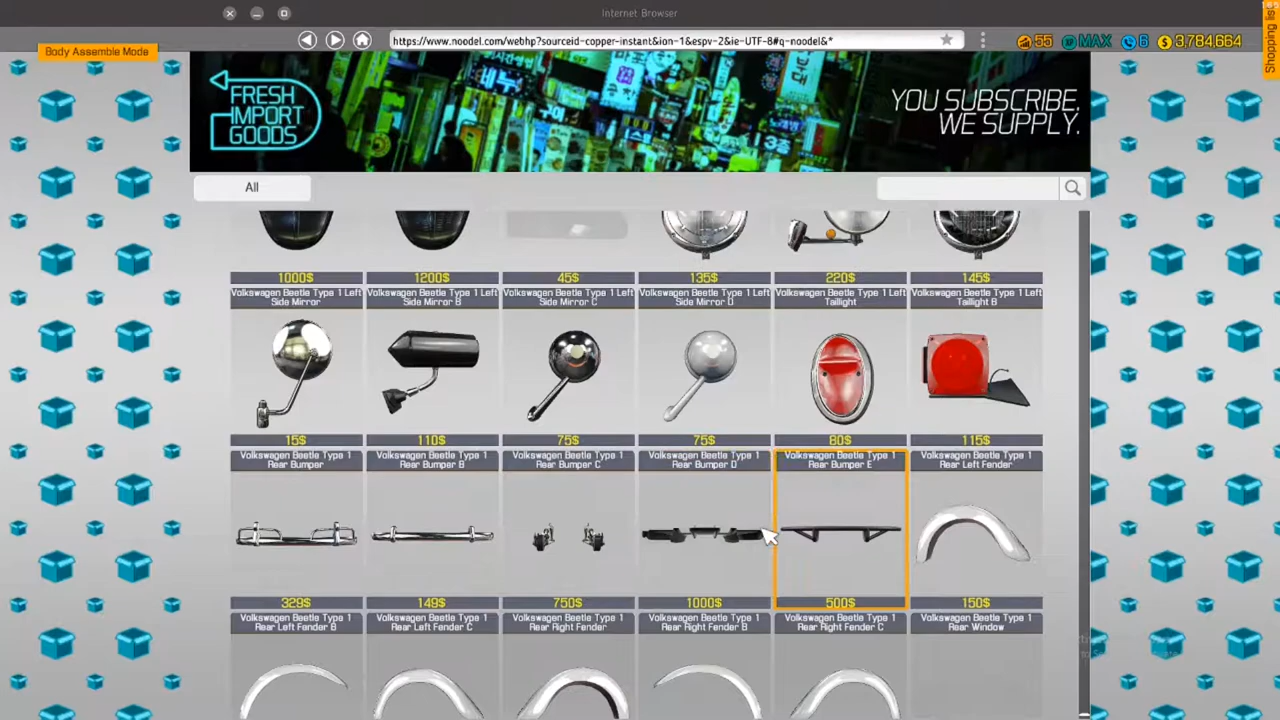 Internet Browser
https://www.noodel.com/webhp?sourceid-copper-instant&ion-1&espv-2&ie-UTF-8#q-noodel&*
55 MAX 6 $ 3,784,664
Shopping list
Body Assemble Mode
FRESH
IMPORT
GOODS
YOU SUBSCRIBE.
WE SUPPLY.
All
1000$ 1200$ 45$ 135$ 220$ 145$
Volkswagen Beetle Type 1 Left
Side Mirror
Volkswagen Beetle Type 1 Left
Side Mirror B
Volkswagen Beetle Type 1 Left
Side Mirror C
Volkswagen Beetle Type 1 Left
Side Mirror D
Volkswagen Beetle Type 1 Left
Taillight
Volkswagen Beetle Type 1 Left
Taillight B
15$ 110$ 75$ 75$ 80$ 115$
Volkswagen Beetle Type 1
Rear Bumper
Volkswagen Beetle Type 1
Rear Bumper B
Volkswagen Beetle Type 1
Rear Bumper C
Volkswagen Beetle Type 1
Rear Bumper D
Volkswagen Beetle Type 1
Rear Bumper E
Volkswagen Beetle Type 1
Rear Left Fender
329$ 149$ 750$ 1000$ 500$ 150$
Volkswagen Beetle Type 1
Rear Left Fender B
Volkswagen Beetle Type 1
Rear Left Fender C
Volkswagen Beetle Type 1
Rear Right Fender
Volkswagen Beetle Type 1
Rear Right Fender B
Volkswagen Beetle Type 1
Rear Right Fender C
Volkswagen Beetle Type 1
Rear Window